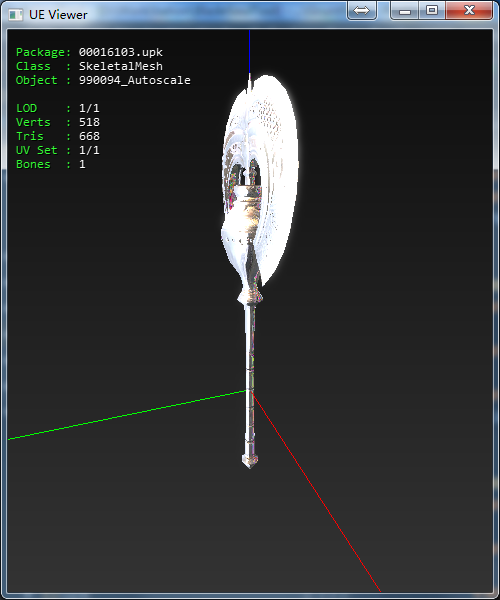 UE Viewer
Package: 00016103.upk
Class  : SkeletalMesh
Object : 990094_Autoscale
LOD    : 1/1
Verts  : 518
Tris   : 668
UV Set : 1/1
Bones  : 1